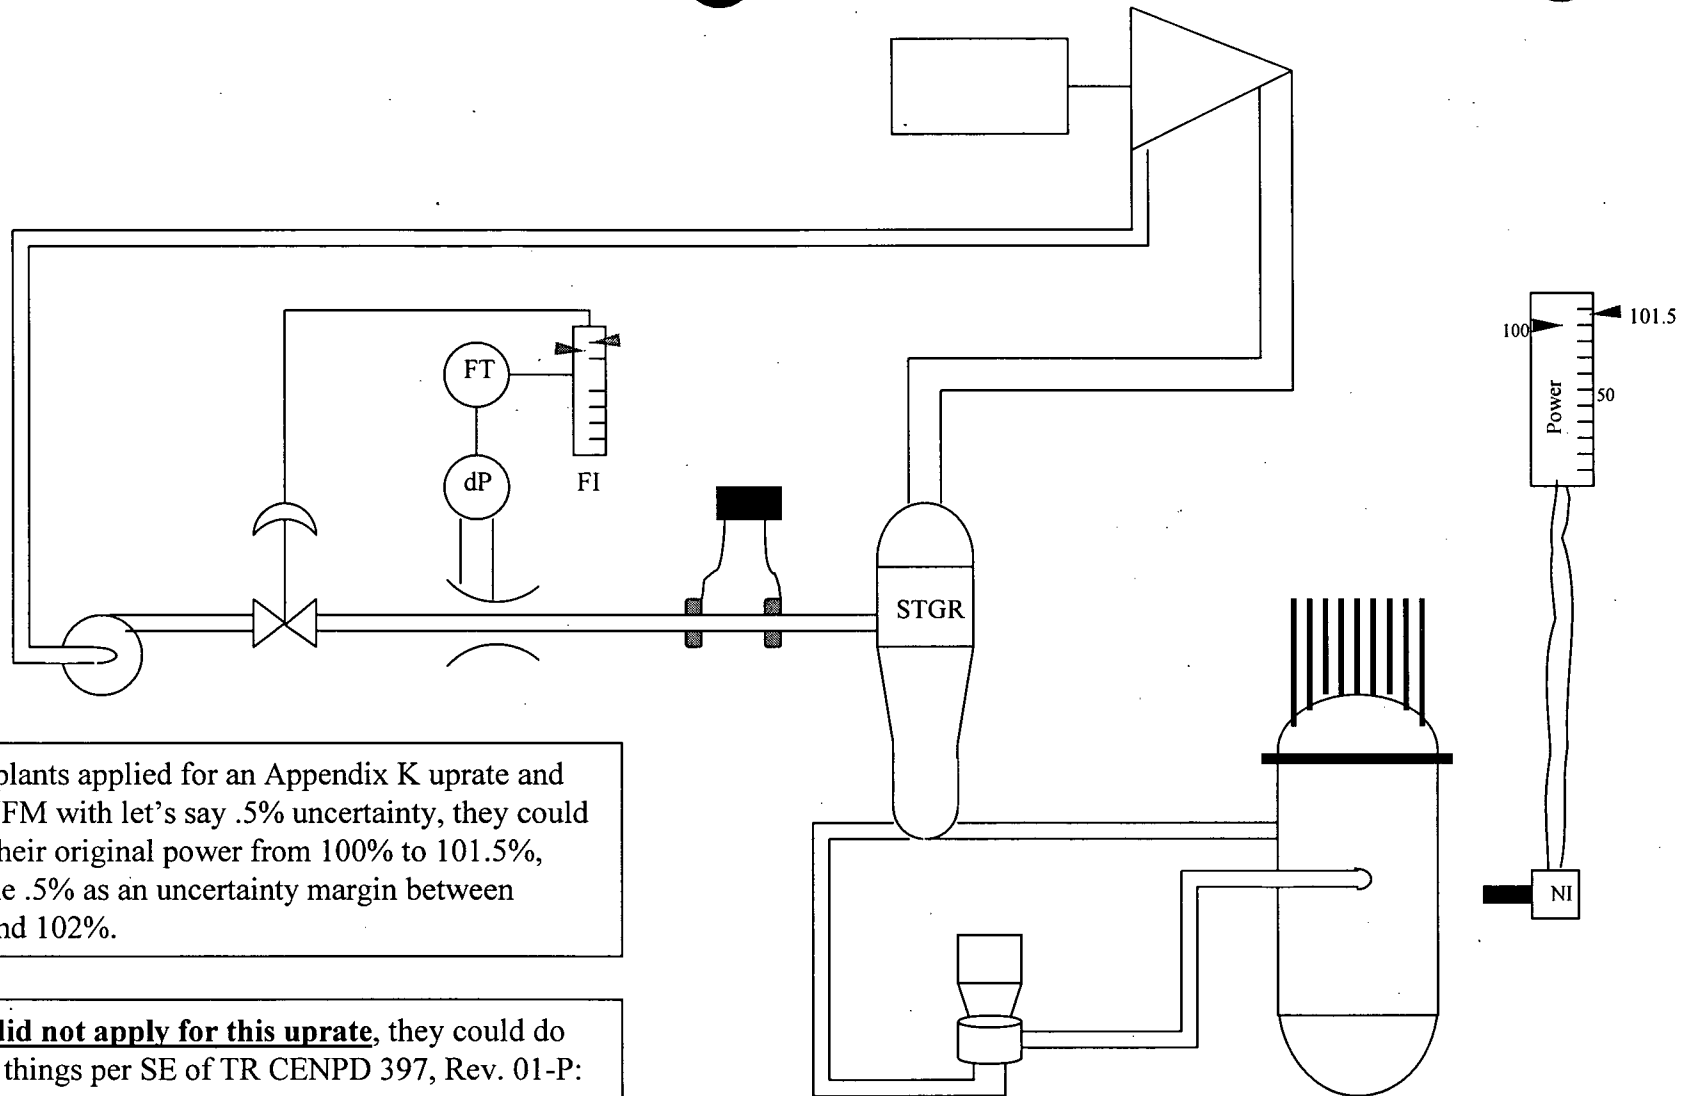 101.5
100
Power
50
FT
dP
FI
STGR
NI
plants applied for an Appendix K uprate and
FM with let’s say .5% uncertainty, they could
heir original power from 100% to 101.5%,
e .5% as an uncertainty margin between
nd 102%.
did not apply for this uprate, they could do
things per SE of TR CENPD 397, Rev. 01-P: